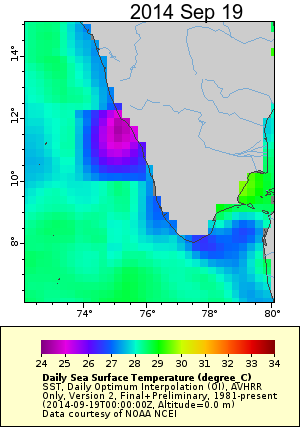 2014 Sep 19
14°
12°
10°
8°
74° 76° 78° 80°
24 25 26 27 28 29 30 31 32 33 34
Daily Sea Surface Temperature (degree_C)
SST, Daily Optimum Interpolation (OI), AVHRR
Only, Version 2, Final+Preliminary, 1981-present
(2014-09-19T00:00:00Z, Altitude=0.0 m)
Data courtesy of NOAA NCEI